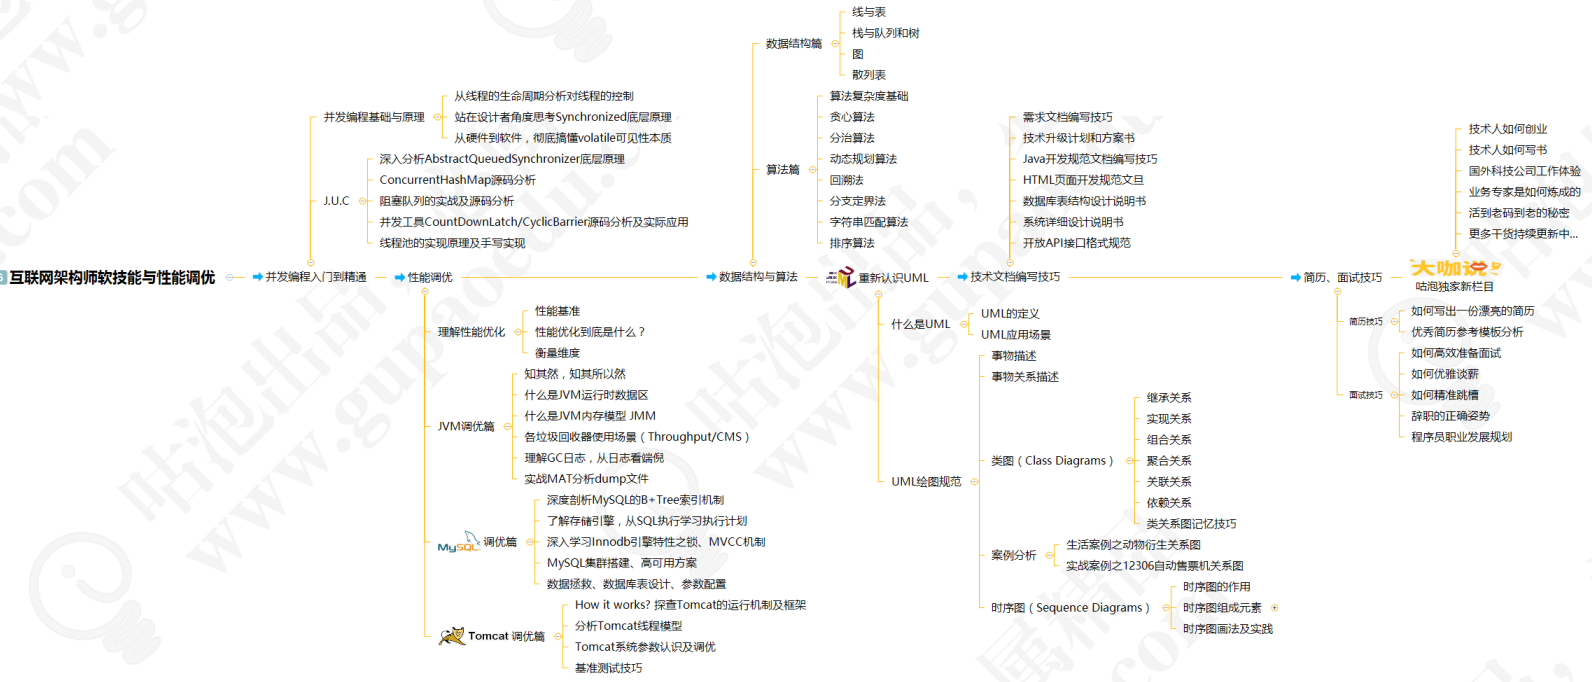 互联网架构师软技能与性能调优
并发编程入门到精通
并发编程基础与原理
从线程的生命周期分析对线程的控制
站在设计者角度思考Synchronized底层原理
从硬件到软件，彻底搞懂volatile可见性本质
J.U.C
深入分析AbstractQueuedSynchronizer底层原理
ConcurrentHashMap源码分析
阻塞队列的实战及源码分析
并发工具CountDownLatch/CyclicBarrier源码分析及实际应用
线程池的实现原理及手写实现
性能调优
理解性能优化
性能基准
性能优化到底是什么？
衡量维度
JVM调优篇
知其然，知其所以然
什么是JVM运行时数据区
什么是JVM内存模型 JMM
各垃圾回收器使用场景（Throughput/CMS）
理解GC日志，从日志看端倪
实战MAT分析dump文件
MySQL 调优篇
深度剖析MySQL的B+Tree索引机制
了解存储引擎，从SQL执行学习执行计划
深入学习Innodb引擎特性之锁、MVCC机制
MySQL集群搭建、高可用方案
数据拯救、数据库表设计、参数配置
Tomcat 调优篇
How it works? 探查Tomcat的运行机制及框架
分析Tomcat线程模型
Tomcat系统参数认识及调优
基准测试技巧
数据结构与算法
数据结构篇
线与表
栈与队列和树
图
散列表
算法篇
算法复杂度基础
贪心算法
分治算法
动态规划算法
回溯法
分支定界法
字符串匹配算法
排序算法
重新认识UML
什么是UML
UML的定义
UML应用场景
UML绘图规范
事物描述
事物关系描述
类图（Class Diagrams）
继承关系
实现关系
组合关系
聚合关系
关联关系
依赖关系
类关系图记忆技巧
案例分析
生活案例之动物衍生关系图
实战案例之12306自动售票机关系图
时序图（Sequence Diagrams）
时序图的作用
时序图组成元素
时序图画法及实践
技术文档编写技巧
需求文档编写技巧
技术升级计划和方案书
Java开发规范文档编写技巧
HTML页面开发规范文旦
数据库表结构设计说明书
系统详细设计说明书
开放API接口格式规范
简历、面试技巧
简历技巧
如何写出一份漂亮的简历
优秀简历参考模板分析
面试技巧
如何高效准备面试
如何优雅谈薪
如何精准跳槽
辞职的正确姿势
程序员职业发展规划
大咖说
咕泡独家新栏目
技术人如何创业
技术人如何写书
国外科技公司工作体验
业务专家是如何炼成的
活到老码到老的秘密
更多干货持续更新中...